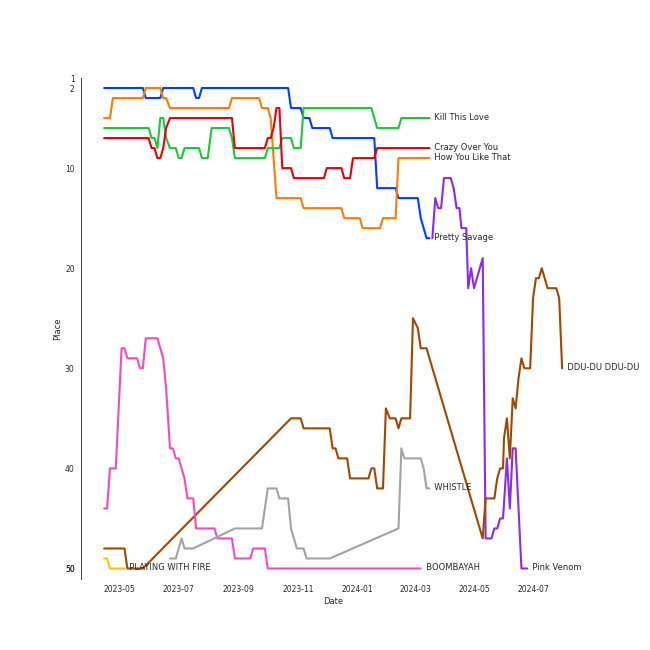 1
2
10
20
30
40
50
Place
Kill This Love
Crazy Over You
How You Like That
Pretty Savage
DDU-DU DDU-DU
WHISTLE
PLAYING WITH FIRE
BOOMBAYAH
Pink Venom
2023-05
2023-07
2023-09
2023-11
2024-01
2024-03
2024-05
2024-07
Date